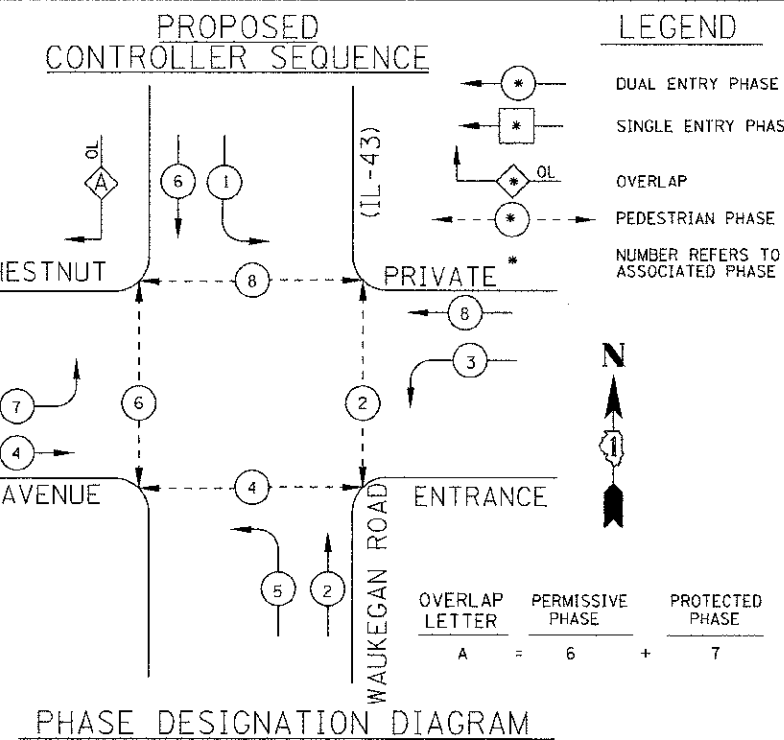 PROPOSED
CONTROLLER SEQUENCE
LEGEND
* DUAL ENTRY PHASE
* SINGLE ENTRY PHAS
* OL OVERLAP
* PEDESTRIAN PHASE
* NUMBER REFERS TO
ASSOCIATED PHASE
OL
A
6
1
(IL-43)
HESTNUT
8
PRIVATE
8
3
N
1
7
6
2
4
AVENUE
4
ENTRANCE
WAUKEGAN ROAD
5
2
OVERLAP LETTER PERMISSIVE PHASE PROTECTED PHASE
A = 6 + 7
PHASE DESIGNATION DIAGRAM